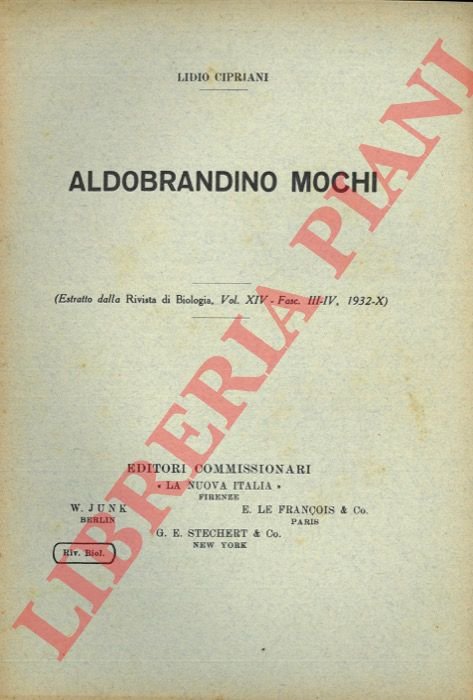 LIDIO CIPRIANI
ALDOBRANDINO MOCHI
(Estratto dalla Rivista di Biologia, Vol. XIV - Fasc. III-IV, 1932-X)
EDITORI COMMISSIONARI
« LA NUOVA ITALIA »
FIRENZE
W. JUNK
BERLIN
E. LE FRANÇOIS & Co.
PARIS
G. E. STECHERT & Co.
NEW YORK
Riv. Biol.
LIBRERIA PIANI